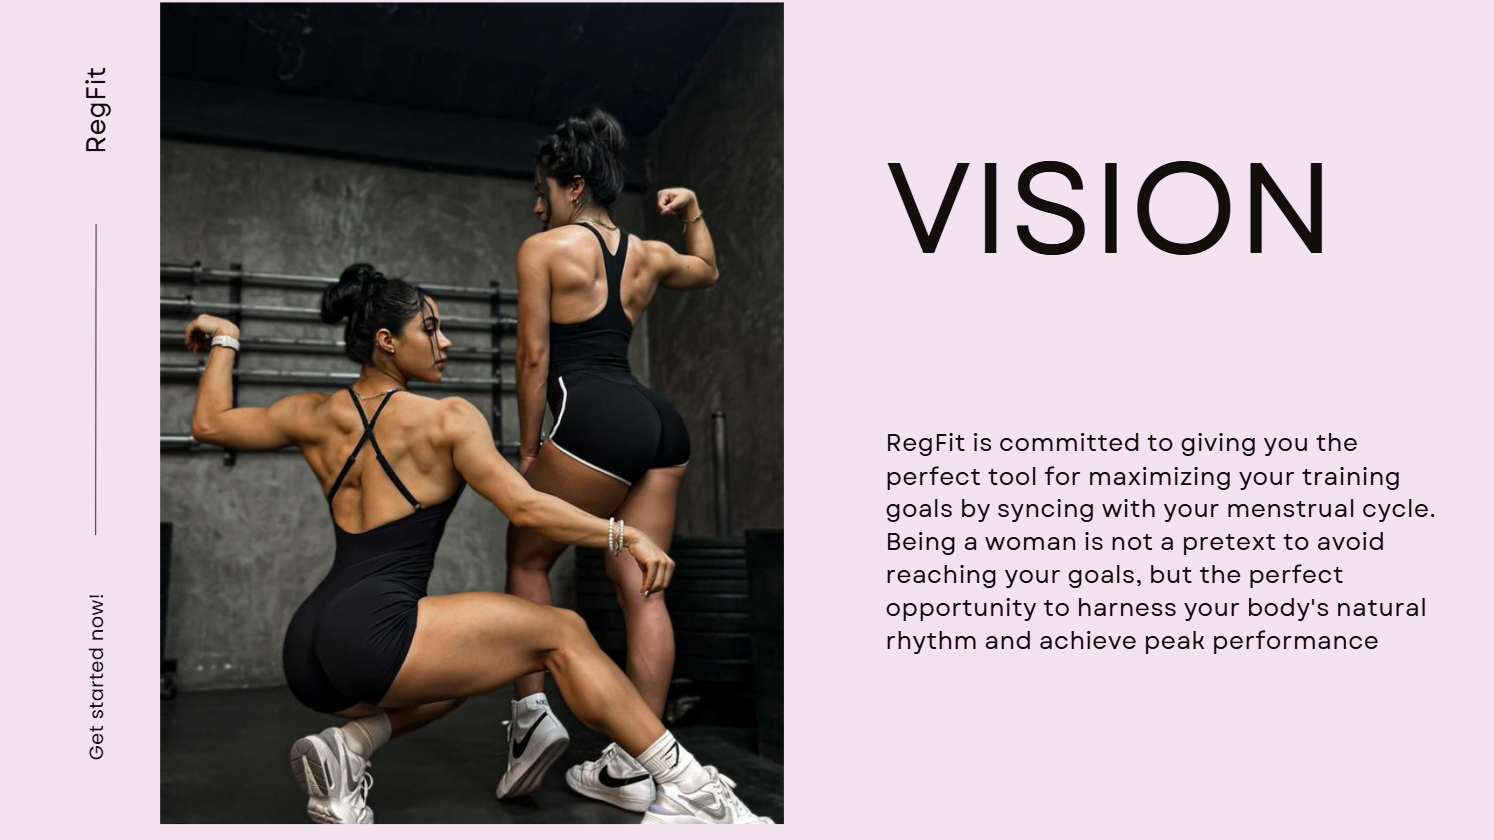 RegFit
Get started now!
VISION
RegFit is committed to giving you the
perfect tool for maximizing your training
goals by syncing with your menstrual cycle.
Being a woman is not a pretext to avoid
reaching your goals, but the perfect
opportunity to harness your body's natural
rhythm and achieve peak performance